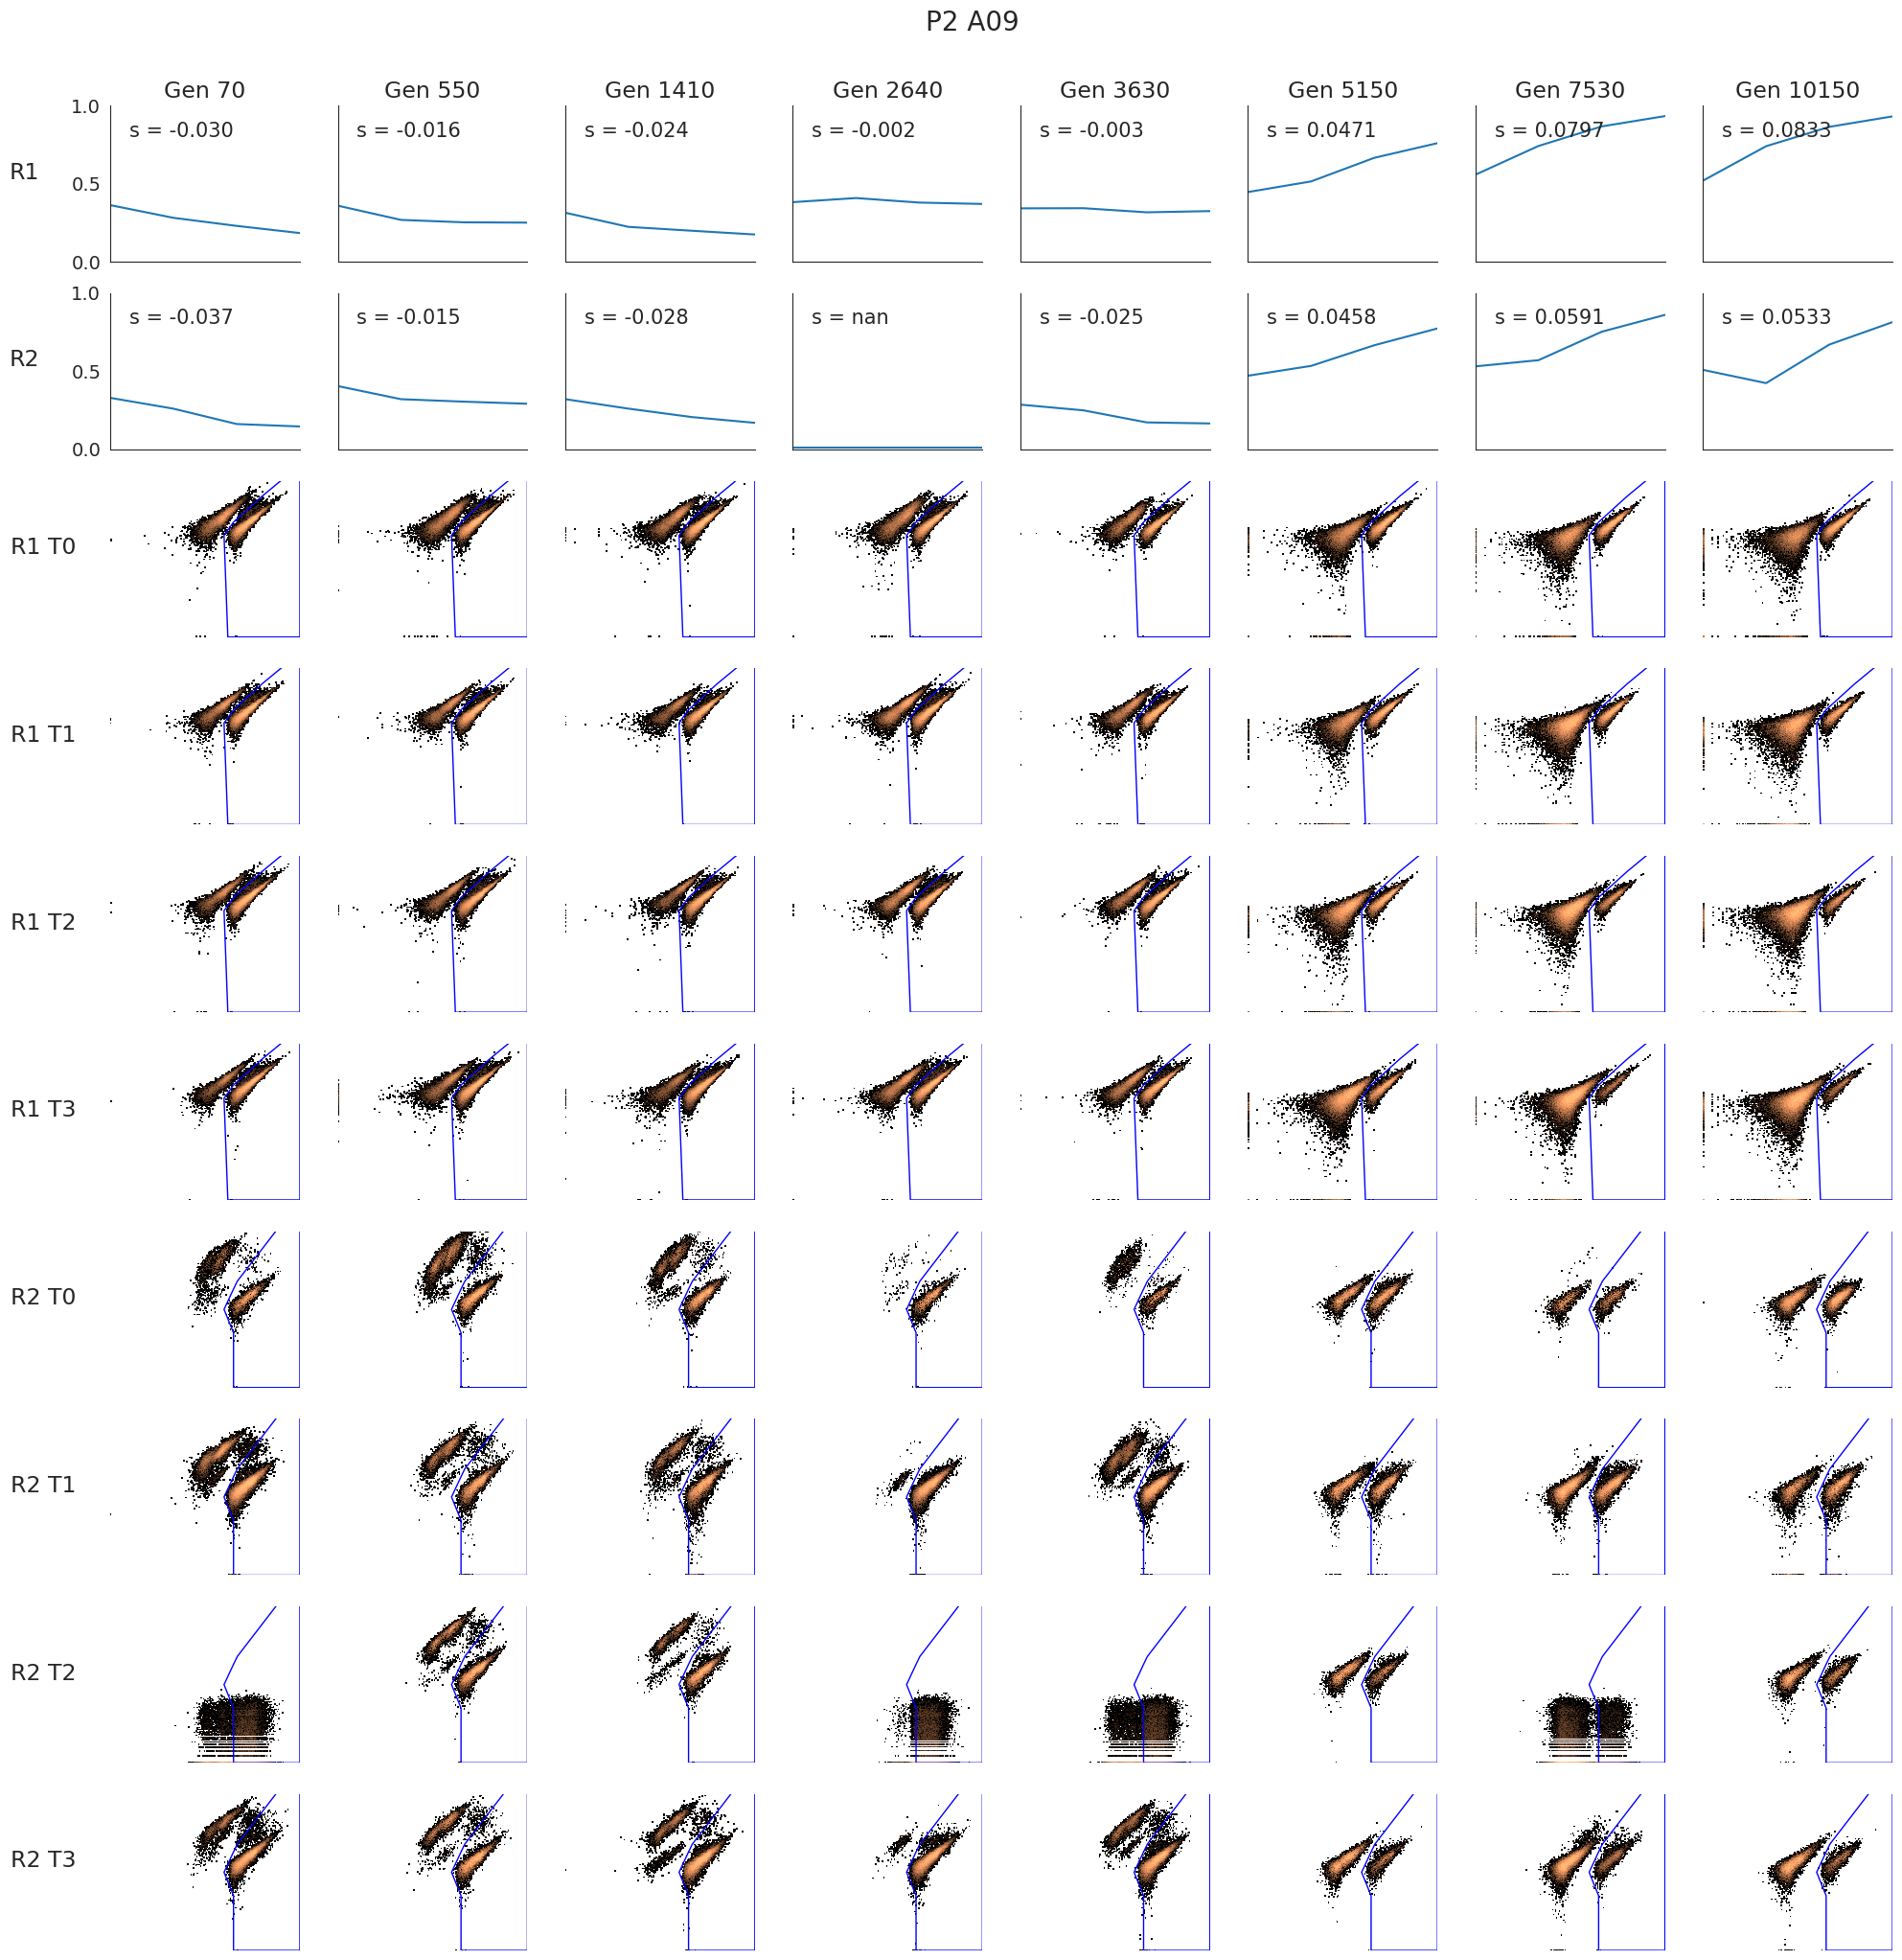 P2 A09
Gen 70 Gen 550 Gen 1410 Gen 2640 Gen 3630 Gen 5150 Gen 7530 Gen 10150
1.0
s = -0.030 s = -0.016 s = -0.024 s = -0.002 s = -0.003 s = 0.0471 s = 0.0797 s = 0.0833
R1
0.5
0.0
1.0
s = -0.037 s = -0.015 s = -0.028 s = nan s = -0.025 s = 0.0458 s = 0.0591 s = 0.0533
R2
0.5
0.0
R1 T0
R1 T1
R1 T2
R1 T3
R2 T0
R2 T1
R2 T2
R2 T3